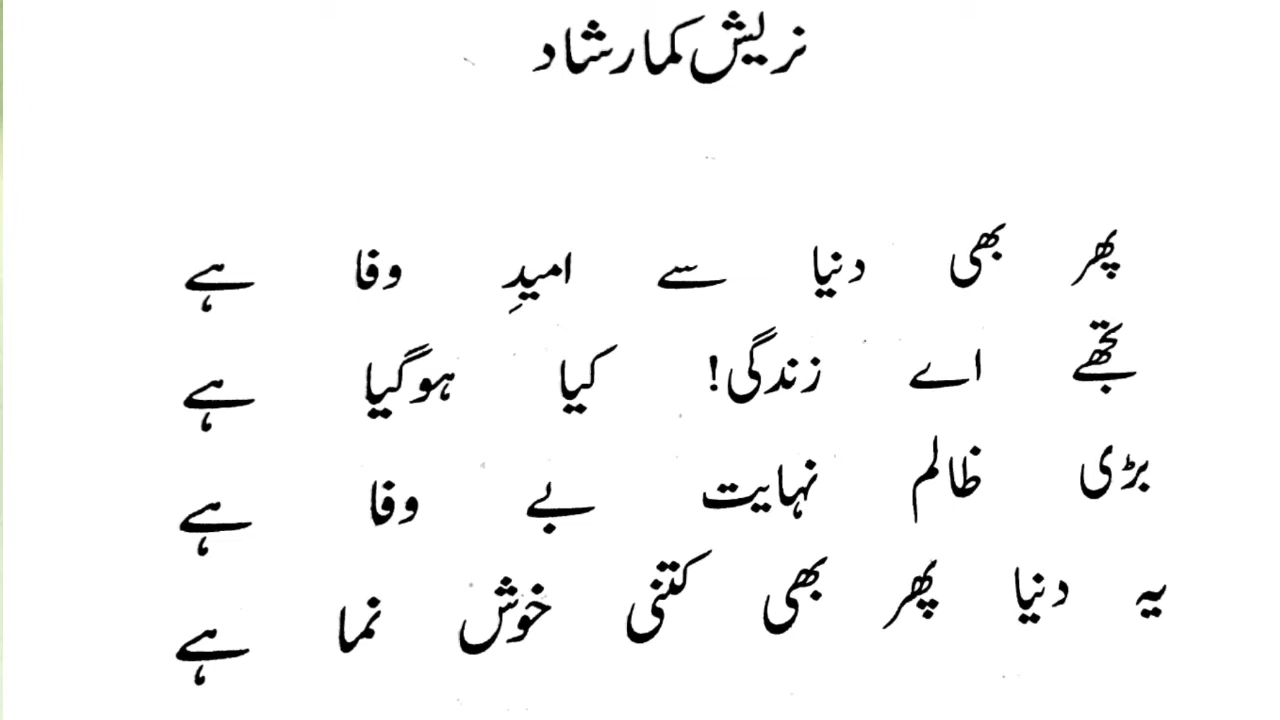 نریش کمار شاد
پھر بھی دنیا سے امیدِ وفا ہے
تجھے اے زندگی! کیا ہوگیا ہے
بڑی ظالم نہایت بے وفا ہے
یہ دنیا پھر بھی کتنی خوش نما ہے